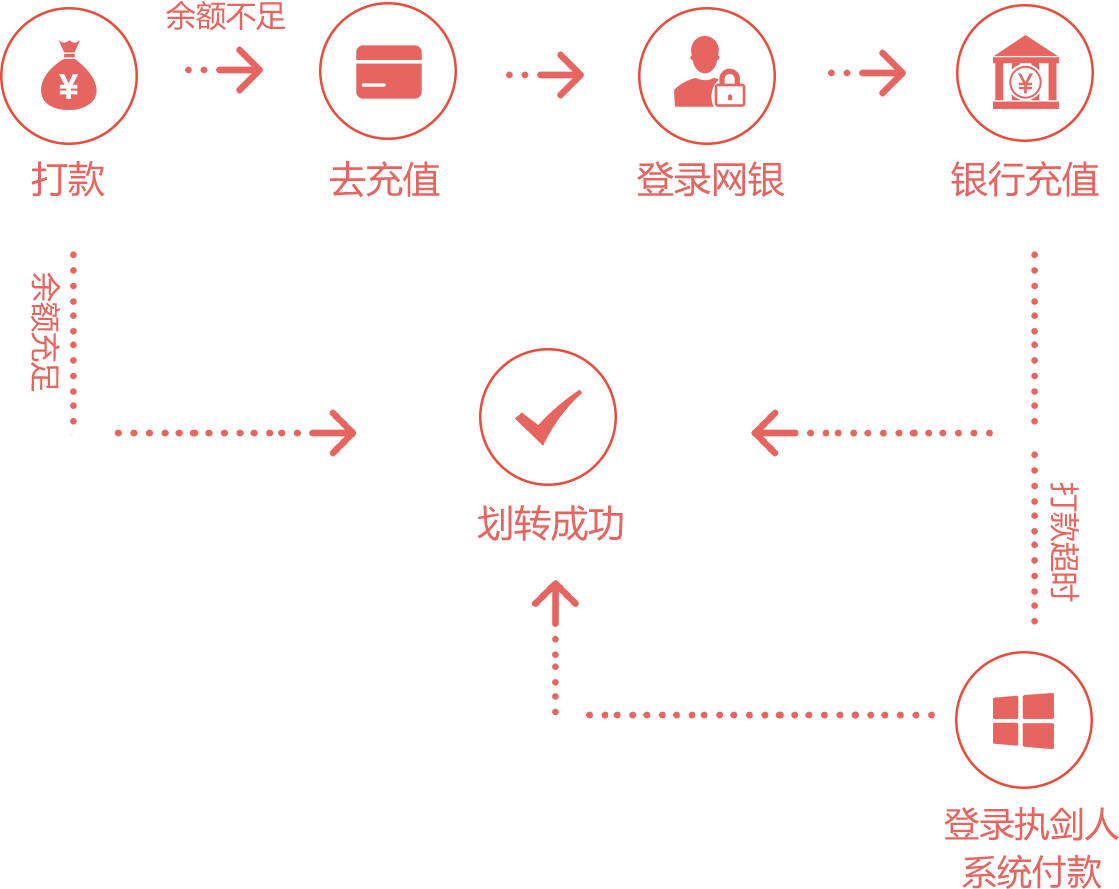 余额不足
打款
去充值
登录网银
银行充值
余额充足
划转成功
打款超时
登录执剑人
系统付款